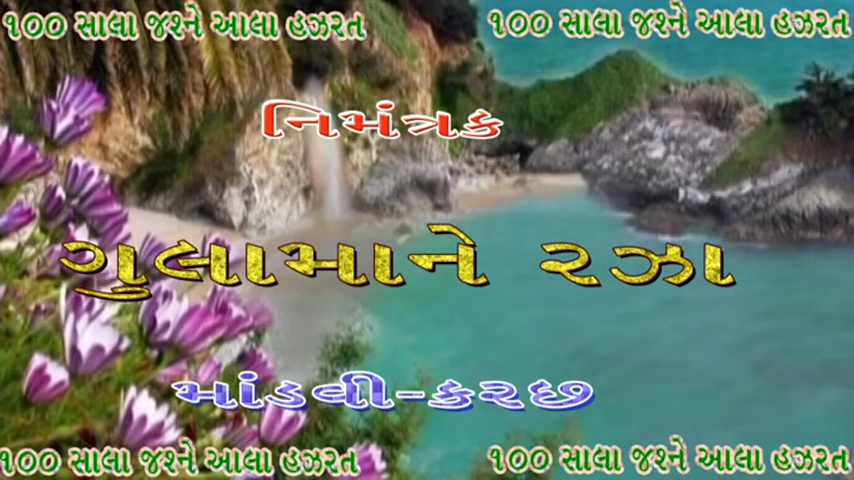 ૧૦૦ સાલા જશ્ને આલા હઝરત
૧૦૦ સાલા જશ્ને આલા હઝરત
નિમંત્રક
ગુલામાને રઝા
માંડવી-કચ્છ
૧૦૦ સાલા જશ્ને આલા હઝરત
૧૦૦ સાલા જશ્ને આલા હઝરત